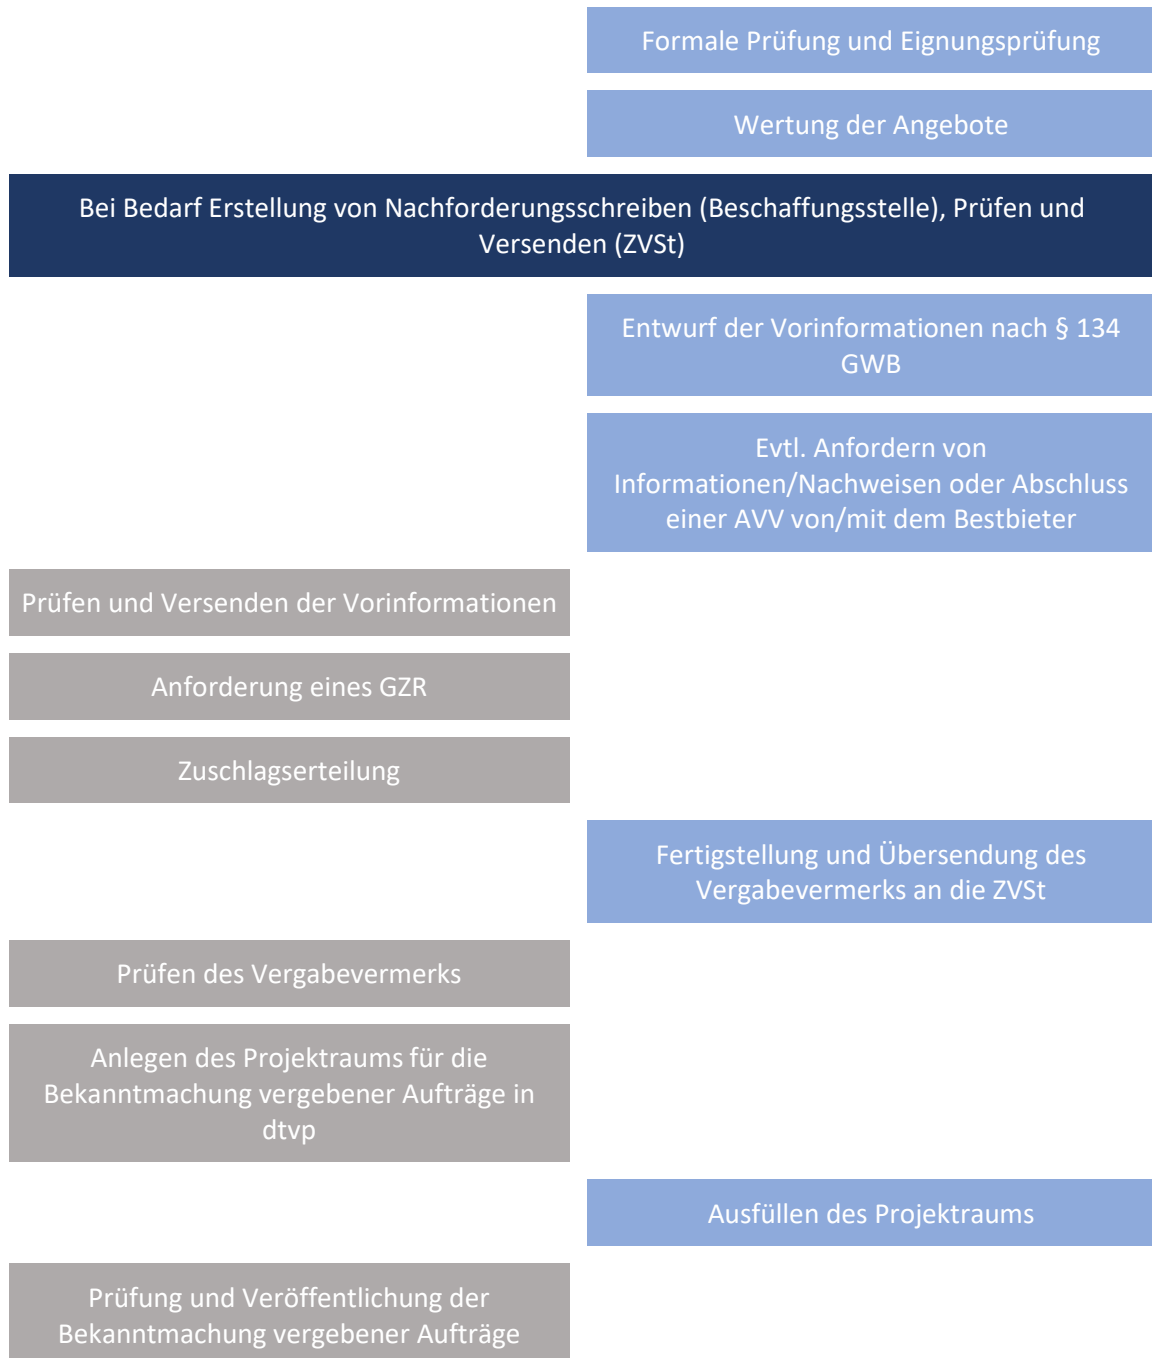 Formale Prüfung und Eignungsprüfung
Wertung der Angebote
Bei Bedarf Erstellung von Nachforderungsschreiben (Beschaffungsstelle), Prüfen und
Versenden (ZVSt)
Entwurf der Vorinformationen nach § 134
GWB
Evtl. Anfordern von
Informationen/Nachweisen oder Abschluss
einer AVV von/mit dem Bestbieter
Prüfen und Versenden der Vorinformationen
Anforderung eines GZR
Zuschlagserteilung
Fertigstellung und Übersendung des
Vergabevermerks an die ZVSt
Prüfen des Vergabevermerks
Anlegen des Projektraums für die
Bekanntmachung vergebener Aufträge in
dtvp
Ausfüllen des Projektraums
Prüfung und Veröffentlichung der
Bekanntmachung vergebener Aufträge